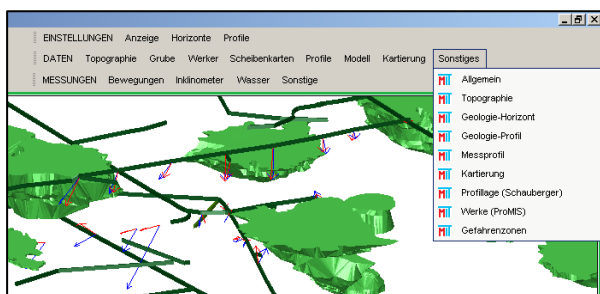 EINSTELLUNGEN Anzeige Horizonte Profile
DATEN Topographie Grube Werker Scheibenkarten Profile Modell Kartierung Sonstiges
MESSUNGEN Bewegungen Inklinometer Wasser Sonstige
Allgemein
Topographie
Geologie-Horizont
Geologie-Profil
Messprofil
Kartierung
Profillage (Schauberger)
Werke (ProMIS)
Gefahrenzonen